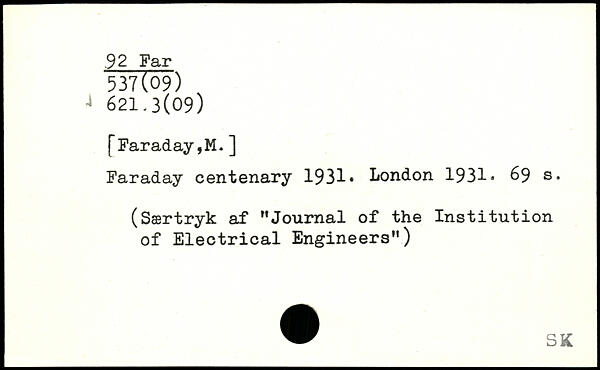 92 Far
537(09)
621.3(09)
[Faraday,M.]
Faraday centenary 1931. London 1931. 69 s.
(Særtryk af "Journal of the Institution
of Electrical Engineers")
SK